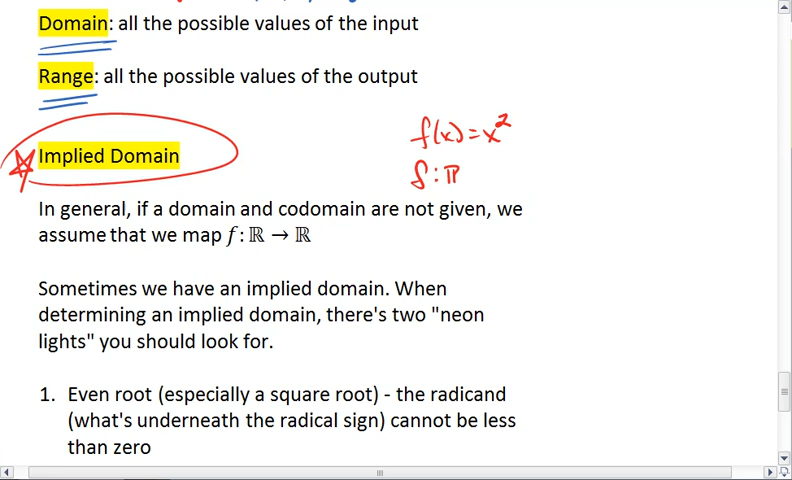 Domain: all the possible values of the input
Range: all the possible values of the output
f(x)=x²
Implied Domain
f:ℝ
In general, if a domain and codomain are not given, we
assume that we map f:ℝ → ℝ
Sometimes we have an implied domain. When
determining an implied domain, there's two "neon
lights" you should look for.
1. Even root (especially a square root) - the radicand
(what's underneath the radical sign) cannot be less
than zero